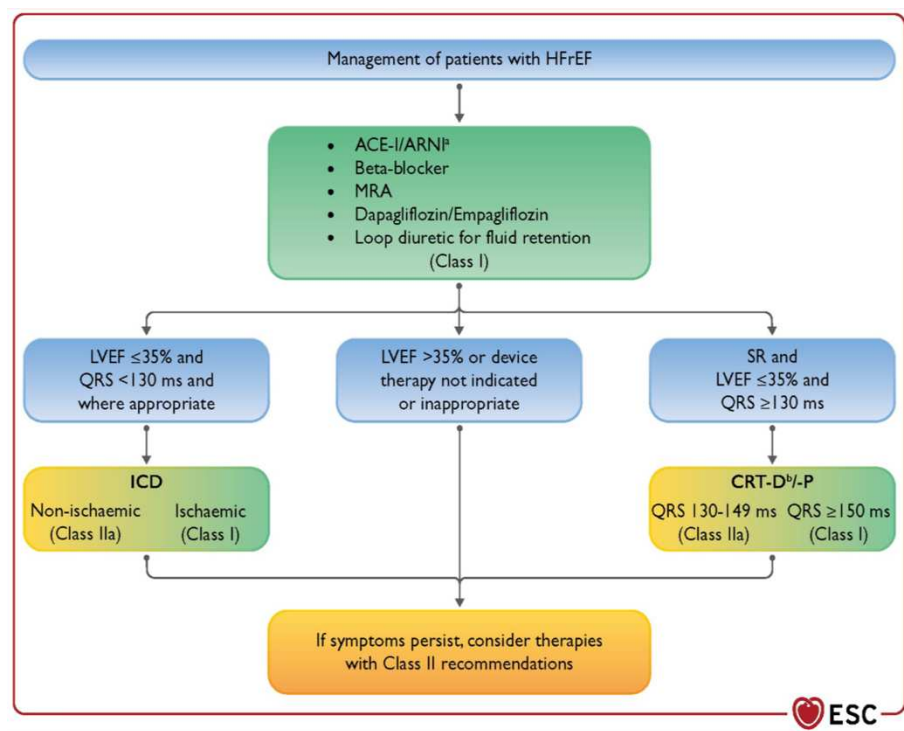 Management of patients with HFrEF
• ACE-I/ARNIᵃ
• Beta-blocker
• MRA
• Dapagliflozin/Empagliflozin
• Loop diuretic for fluid retention
(Class I)
LVEF ≤35% and
QRS <130 ms and
where appropriate
LVEF >35% or device
therapy not indicated
or inappropriate
SR and
LVEF ≤35% and
QRS ≥130 ms
ICD
Non-ischaemic
(Class IIa)
Ischaemic
(Class I)
CRT-Dᵇ/-P
QRS 130-149 ms
(Class IIa)
QRS ≥150 ms
(Class I)
If symptoms persist, consider therapies
with Class II recommendations
ESC